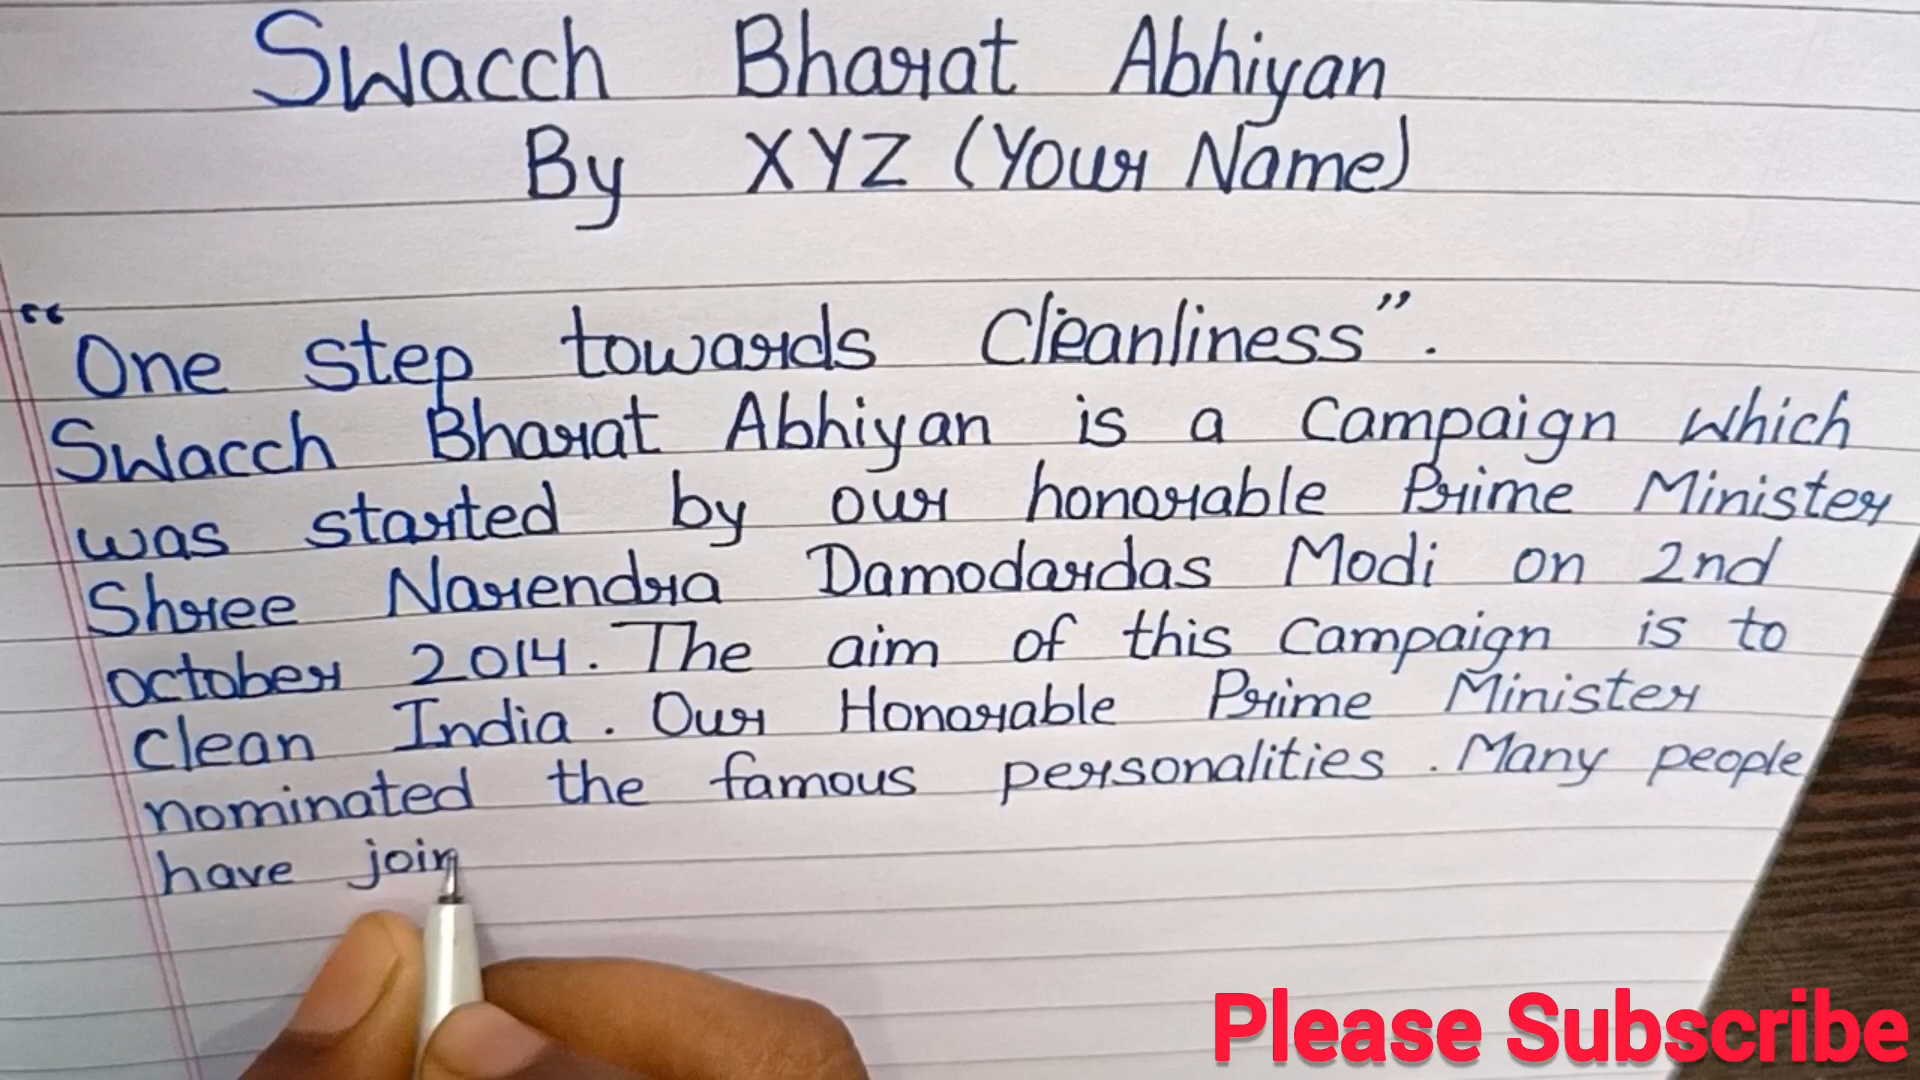 Swacch Bharat Abhiyan
By XYZ (Your Name)
“One step towards Cleanliness”.
Swacch Bharat Abhiyan is a Campaign which
was started by our honorable Prime Minister
Shree Narendra Damodardas Modi on 2nd
october 2014. The aim of this Campaign is to
Clean India. Our Honorable Prime Minister
nominated the famous personalities. Many people
have join
Please Subscribe